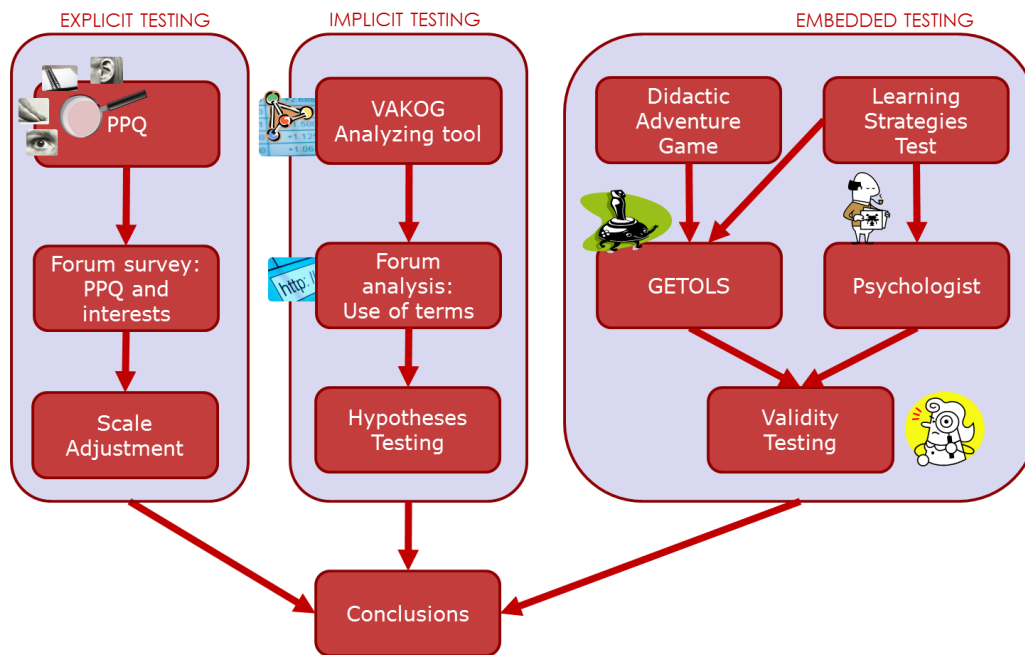 EXPLICIT TESTING
PPQ
Forum survey:
PPQ and
interests
Scale
Adjustment
IMPLICIT TESTING
VAKOG
Analyzing tool
http:
Forum
analysis:
Use of terms
Hypotheses
Testing
EMBEDDED TESTING
Didactic
Adventure
Game
Learning
Strategies
Test
GETOLS
Psychologist
Validity
Testing
Conclusions